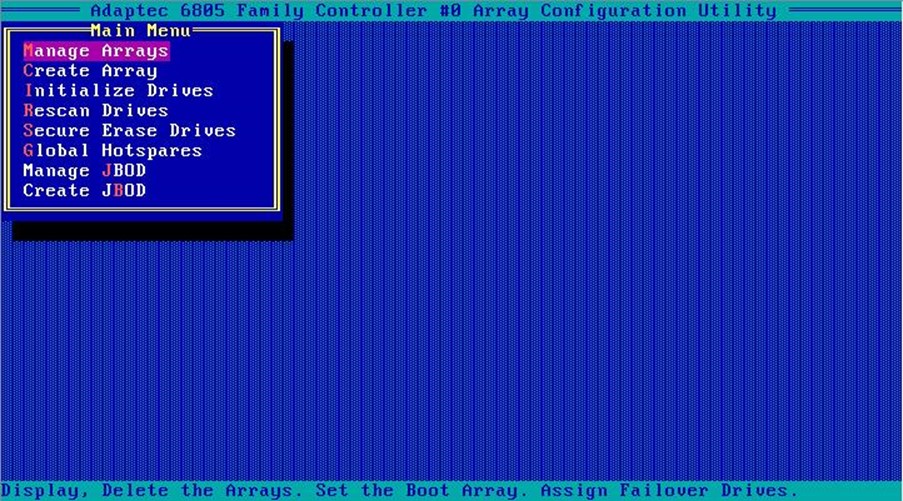 Adaptec 6805 Family Controller #0 Array Configuration Utility
Main Menu
Manage Arrays
Create Array
Initialize Drives
Rescan Drives
Secure Erase Drives
Global Hotspares
Manage JBOD
Create JBOD
Display, Delete the Arrays. Set the Boot Array. Assign Failover Drives.